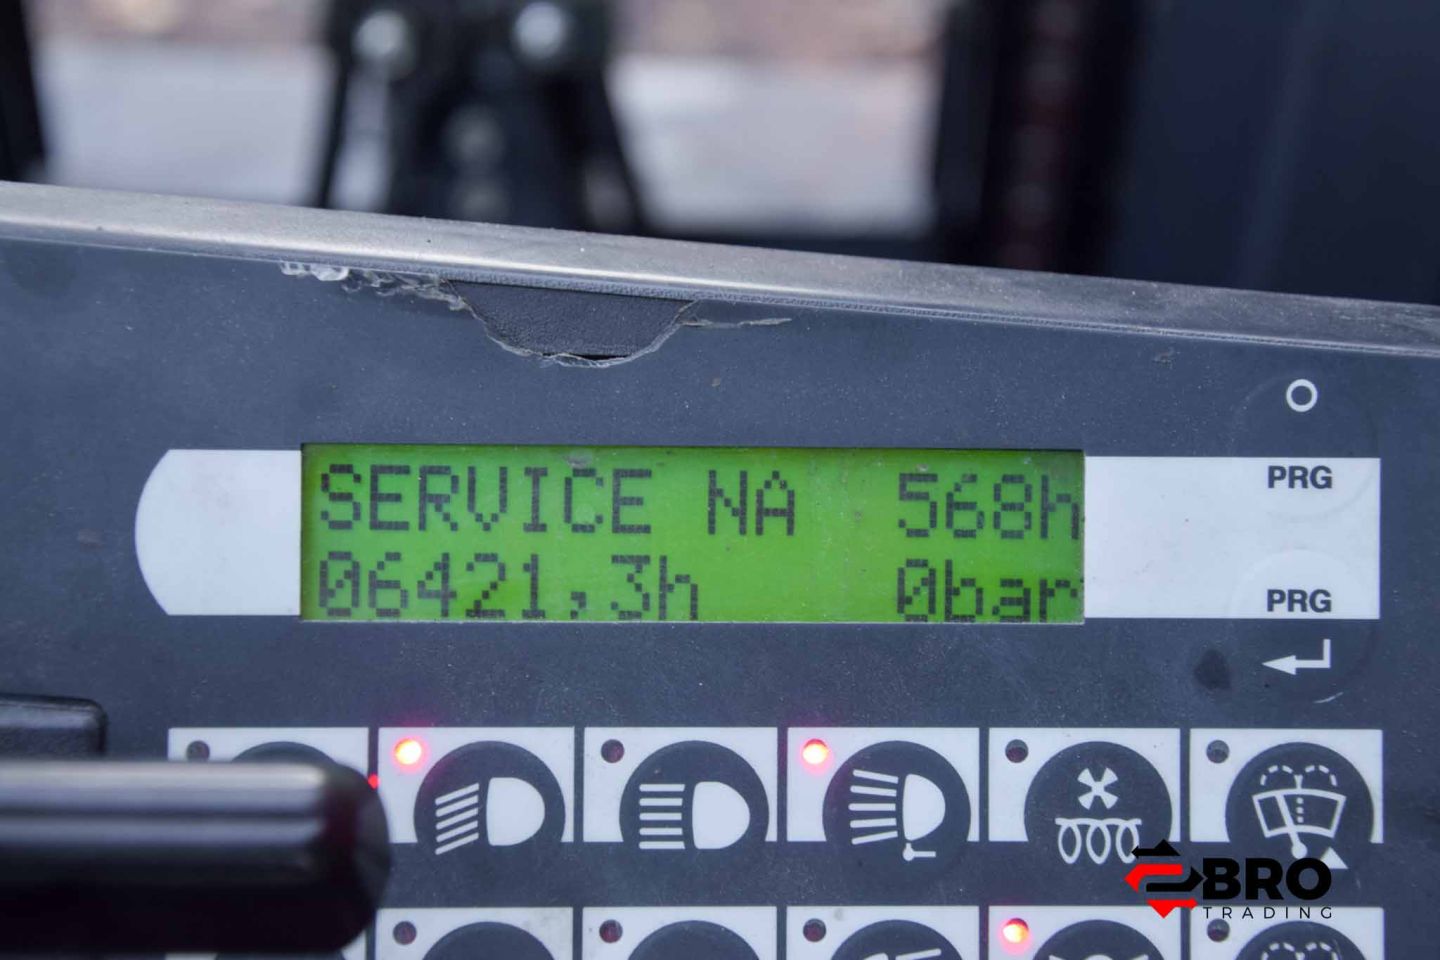 PRG
SERVICE NA 568h
06421,3h 0bar
PRG
BRO
TRADING